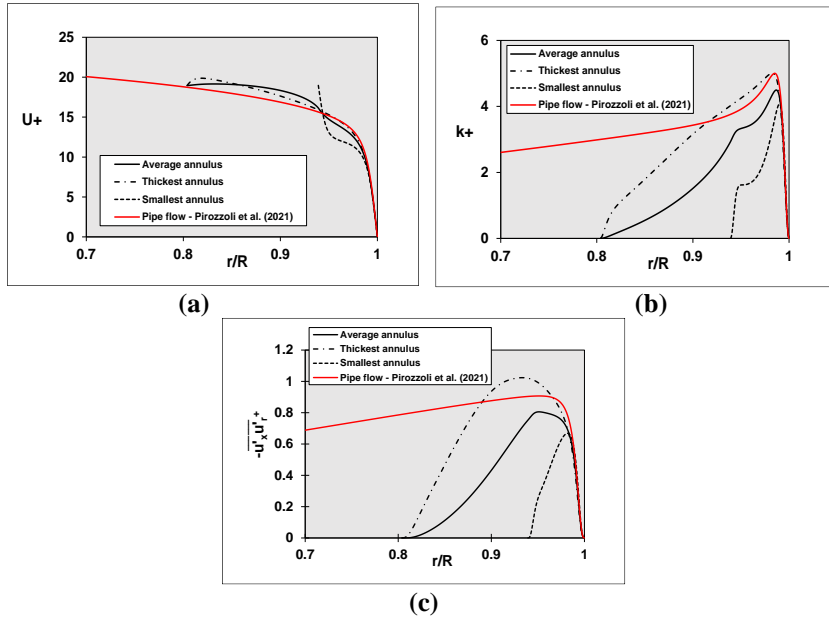 25
20
15
10
5
0
U+
Average annulus
Thickest annulus
Smallest annulus
Pipe flow - Pirozzoli et al. (2021)
0.7 0.8 0.9 1
r/R
(a)
6
4
2
0
k+
Average annulus
Thickest annulus
Smallest annulus
Pipe flow - Pirozzoli et al. (2021)
0.7 0.8 0.9 1
r/R
(b)
Average annulus
Thickest annulus
Smallest annulus
Pipe flow - Pirozzoli et al. (2021)
1.2
1
0.8
0.6
0.4
0.2
0
-u'ₓu'ᵣ⁺
0.7 0.8 0.9 1
r/R
(c)